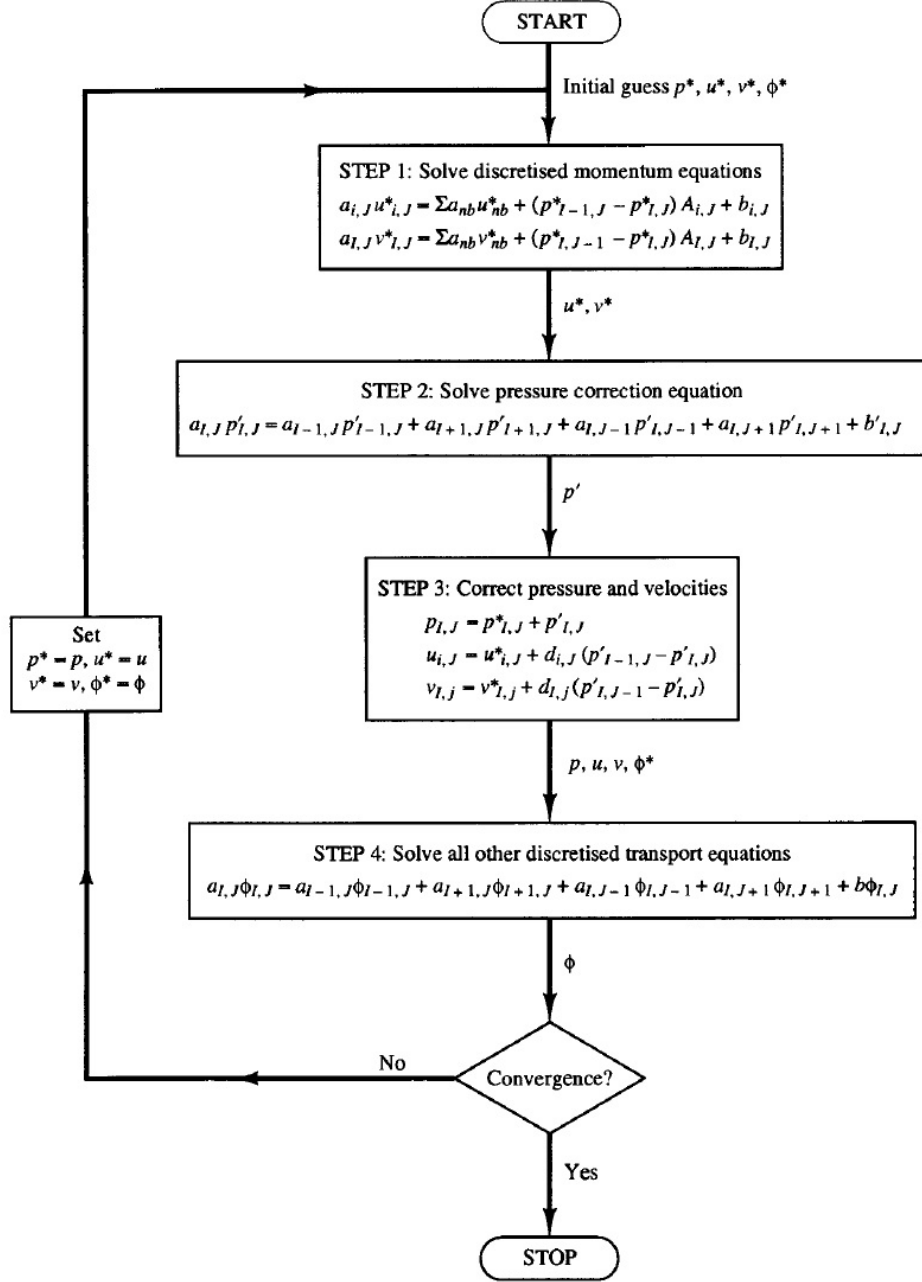 START
Initial guess p*, u*, v*, ϕ*
STEP 1: Solve discretised momentum equations
a_{i,J} u*_{i,J} = Σa_{nb} u*_{nb} + (p*_{I−1,J} − p*_{I,J}) A_{i,J} + b_{i,J}
a_{I,J} v*_{I,J} = Σa_{nb} v*_{nb} + (p*_{I,J−1} − p*_{I,J}) A_{I,J} + b_{I,J}
u*, v*
STEP 2: Solve pressure correction equation
a_{I,J} p′_{I,J} = a_{I−1,J} p′_{I−1,J} + a_{I+1,J} p′_{I+1,J} + a_{I,J−1} p′_{I,J−1} + a_{I,J+1} p′_{I,J+1} + b′_{I,J}
p′
STEP 3: Correct pressure and velocities
p_{I,J} = p*_{I,J} + p′_{I,J}
u_{i,J} = u*_{i,J} + d_{i,J} (p′_{I−1,J} − p′_{I,J})
v_{I,j} = v*_{I,j} + d_{I,j} (p′_{I,J−1} − p′_{I,J})
Set
p* = p, u* = u
v* = v, ϕ* = ϕ
p, u, v, ϕ*
STEP 4: Solve all other discretised transport equations
a_{I,J} ϕ_{I,J} = a_{I−1,J} ϕ_{I−1,J} + a_{I+1,J} ϕ_{I+1,J} + a_{I,J−1} ϕ_{I,J−1} + a_{I,J+1} ϕ_{I,J+1} + bϕ_{I,J}
ϕ
No
Convergence?
Yes
STOP